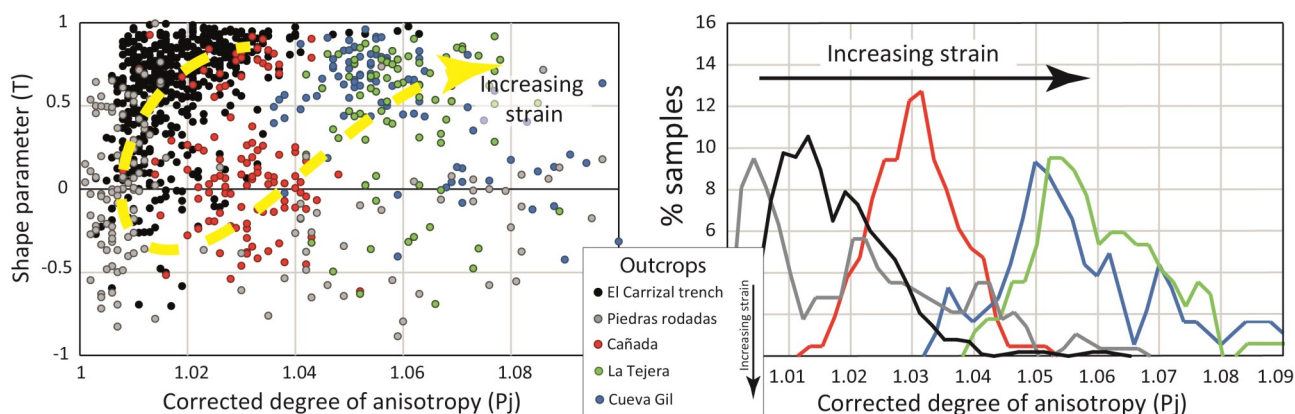 1
0.5
0
-0.5
-1
Shape parameter (T)
1
1.02
1.04
1.06
1.08
Corrected degree of anisotropy (Pj)
Increasing
strain
Outcrops
El Carrizal trench
Piedras rodadas
Cañada
La Tejera
Cueva Gil
Increasing strain
16
14
12
10
8
6
% samples
Increasing strain
1.01
1.02
1.03
1.04
1.05
1.06
1.07
1.08
1.09
Corrected degree of anisotropy (Pj)